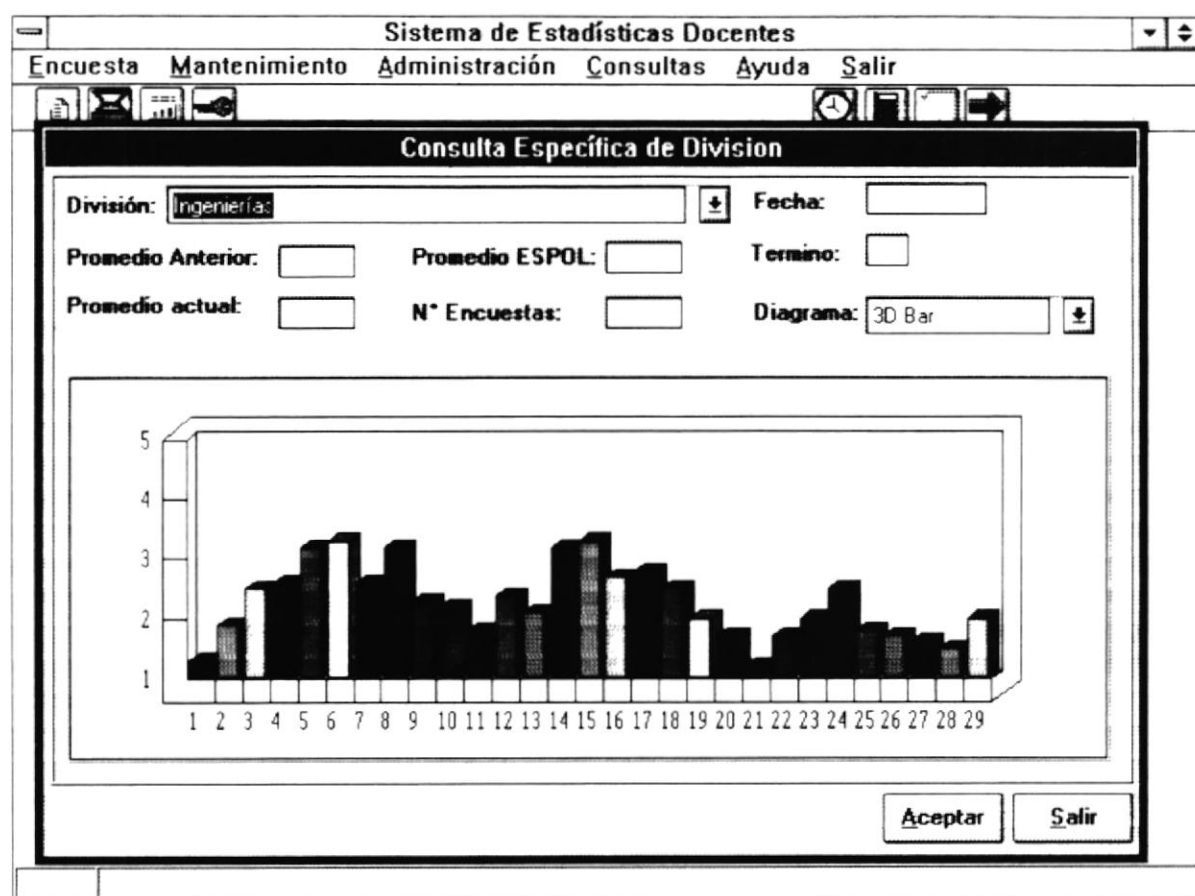 Sistema de Estadísticas Docentes
Encuesta Mantenimiento Administración Consultas Ayuda Salir
Consulta Específica de Division
División: Ingenierías Fecha:
Promedio Anterior: Promedio ESPOL: Termino:
Promedio actual: N° Encuestas: Diagrama: 3D Bar
5
4
3
2
1
1 2 3 4 5 6 7 8 9 10 11 12 13 14 15 16 17 18 19 20 21 22 23 24 25 26 27 28 29
Aceptar Salir